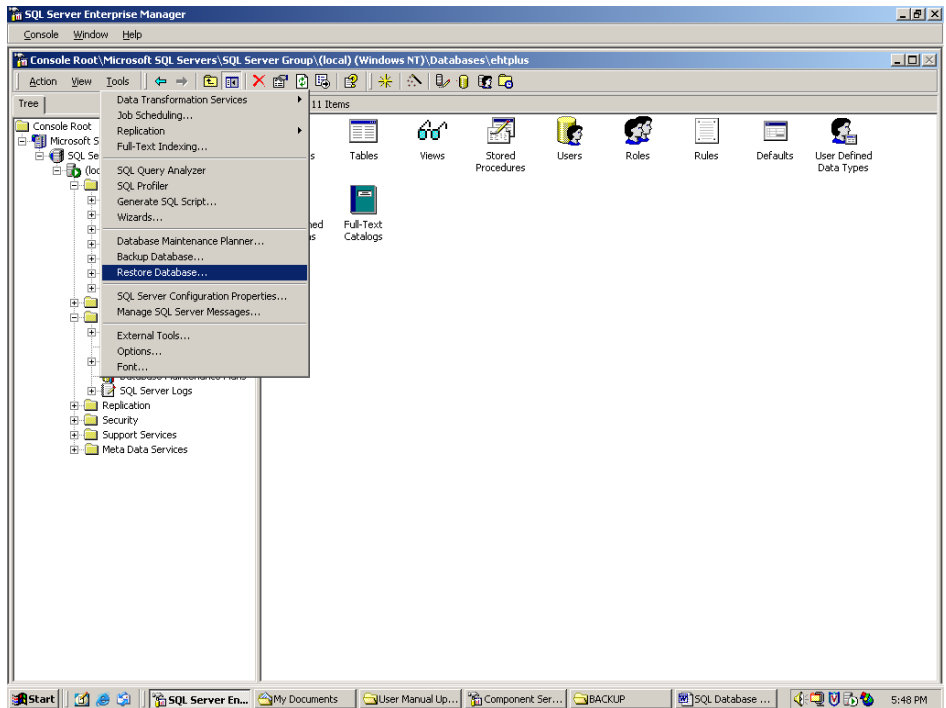 SQL Server Enterprise Manager
Console Window Help
Console Root\Microsoft SQL Servers\SQL Server Group\(local) (Windows NT)\Databases\ehtplus
Action View Tools
Tree
11 Items
Data Transformation Services
Job Scheduling...
Replication
Full-Text Indexing...
SQL Query Analyzer
SQL Profiler
Generate SQL Script...
Wizards...
Database Maintenance Planner...
Backup Database...
Restore Database...
SQL Server Configuration Properties...
Manage SQL Server Messages...
External Tools...
Options...
Font...
Console Root
Microsoft S
SQL Se
(loc
Database Maintenance Plans
SQL Server Logs
Replication
Security
Support Services
Meta Data Services
s
Tables
Views
Stored
Procedures
Users
Roles
Rules
Defaults
User Defined
Data Types
ned
ns
Full-Text
Catalogs
Start
SQL Server En...
My Documents
User Manual Up...
Component Ser...
BACKUP
SQL Database ...
5:48 PM